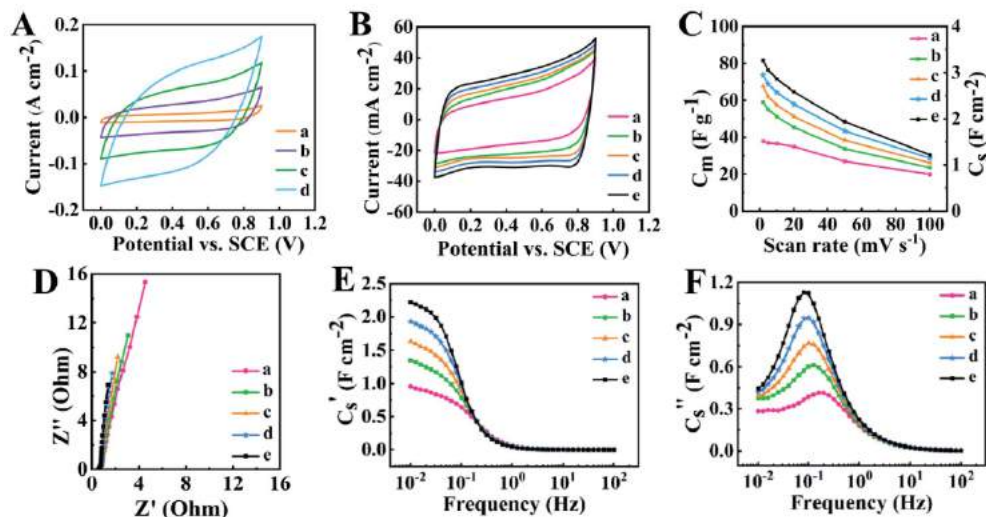 A
Current (A cm⁻²)
0.2
0.1
0.0
-0.1
-0.2
0.0 0.2 0.4 0.6 0.8 1.0 1.2
Potential vs. SCE (V)
a
b
c
d
B
Current (mA cm⁻²)
60
40
20
0
-20
-40
-60
0.0 0.2 0.4 0.6 0.8 1.0 1.2
Potential vs. SCE (V)
a
b
c
d
e
C
Cₘ (F g⁻¹)
100
80
60
40
20
0
0 20 40 60 80 100
Scan rate (mV s⁻¹)
4
3
2
1
0
Cₛ (F cm⁻²)
a
b
c
d
e
D
Z'' (Ohm)
16
12
8
4
0
0 4 8 12 16
Z' (Ohm)
a
b
c
d
e
E
Cₛ' (F cm⁻²)
2.5
2.0
1.5
1.0
0.5
0.0
10⁻² 10⁻¹ 10⁰ 10¹ 10²
Frequency (Hz)
a
b
c
d
e
F
Cₛ'' (F cm⁻²)
1.2
0.9
0.6
0.3
0.0
10⁻² 10⁻¹ 10⁰ 10¹ 10²
Frequency (Hz)
a
b
c
d
e